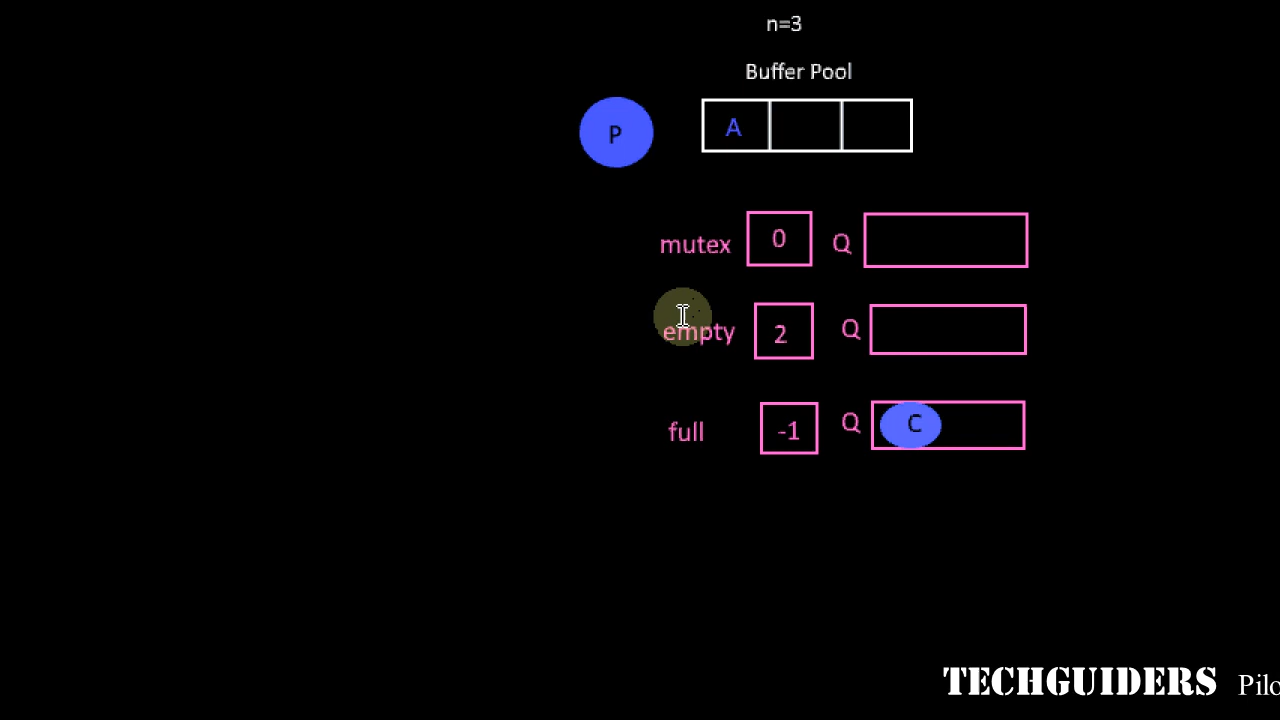 n=3
Buffer Pool
P A
mutex 0 Q
empty 2 Q
full -1 Q C
TECHGUIDERS